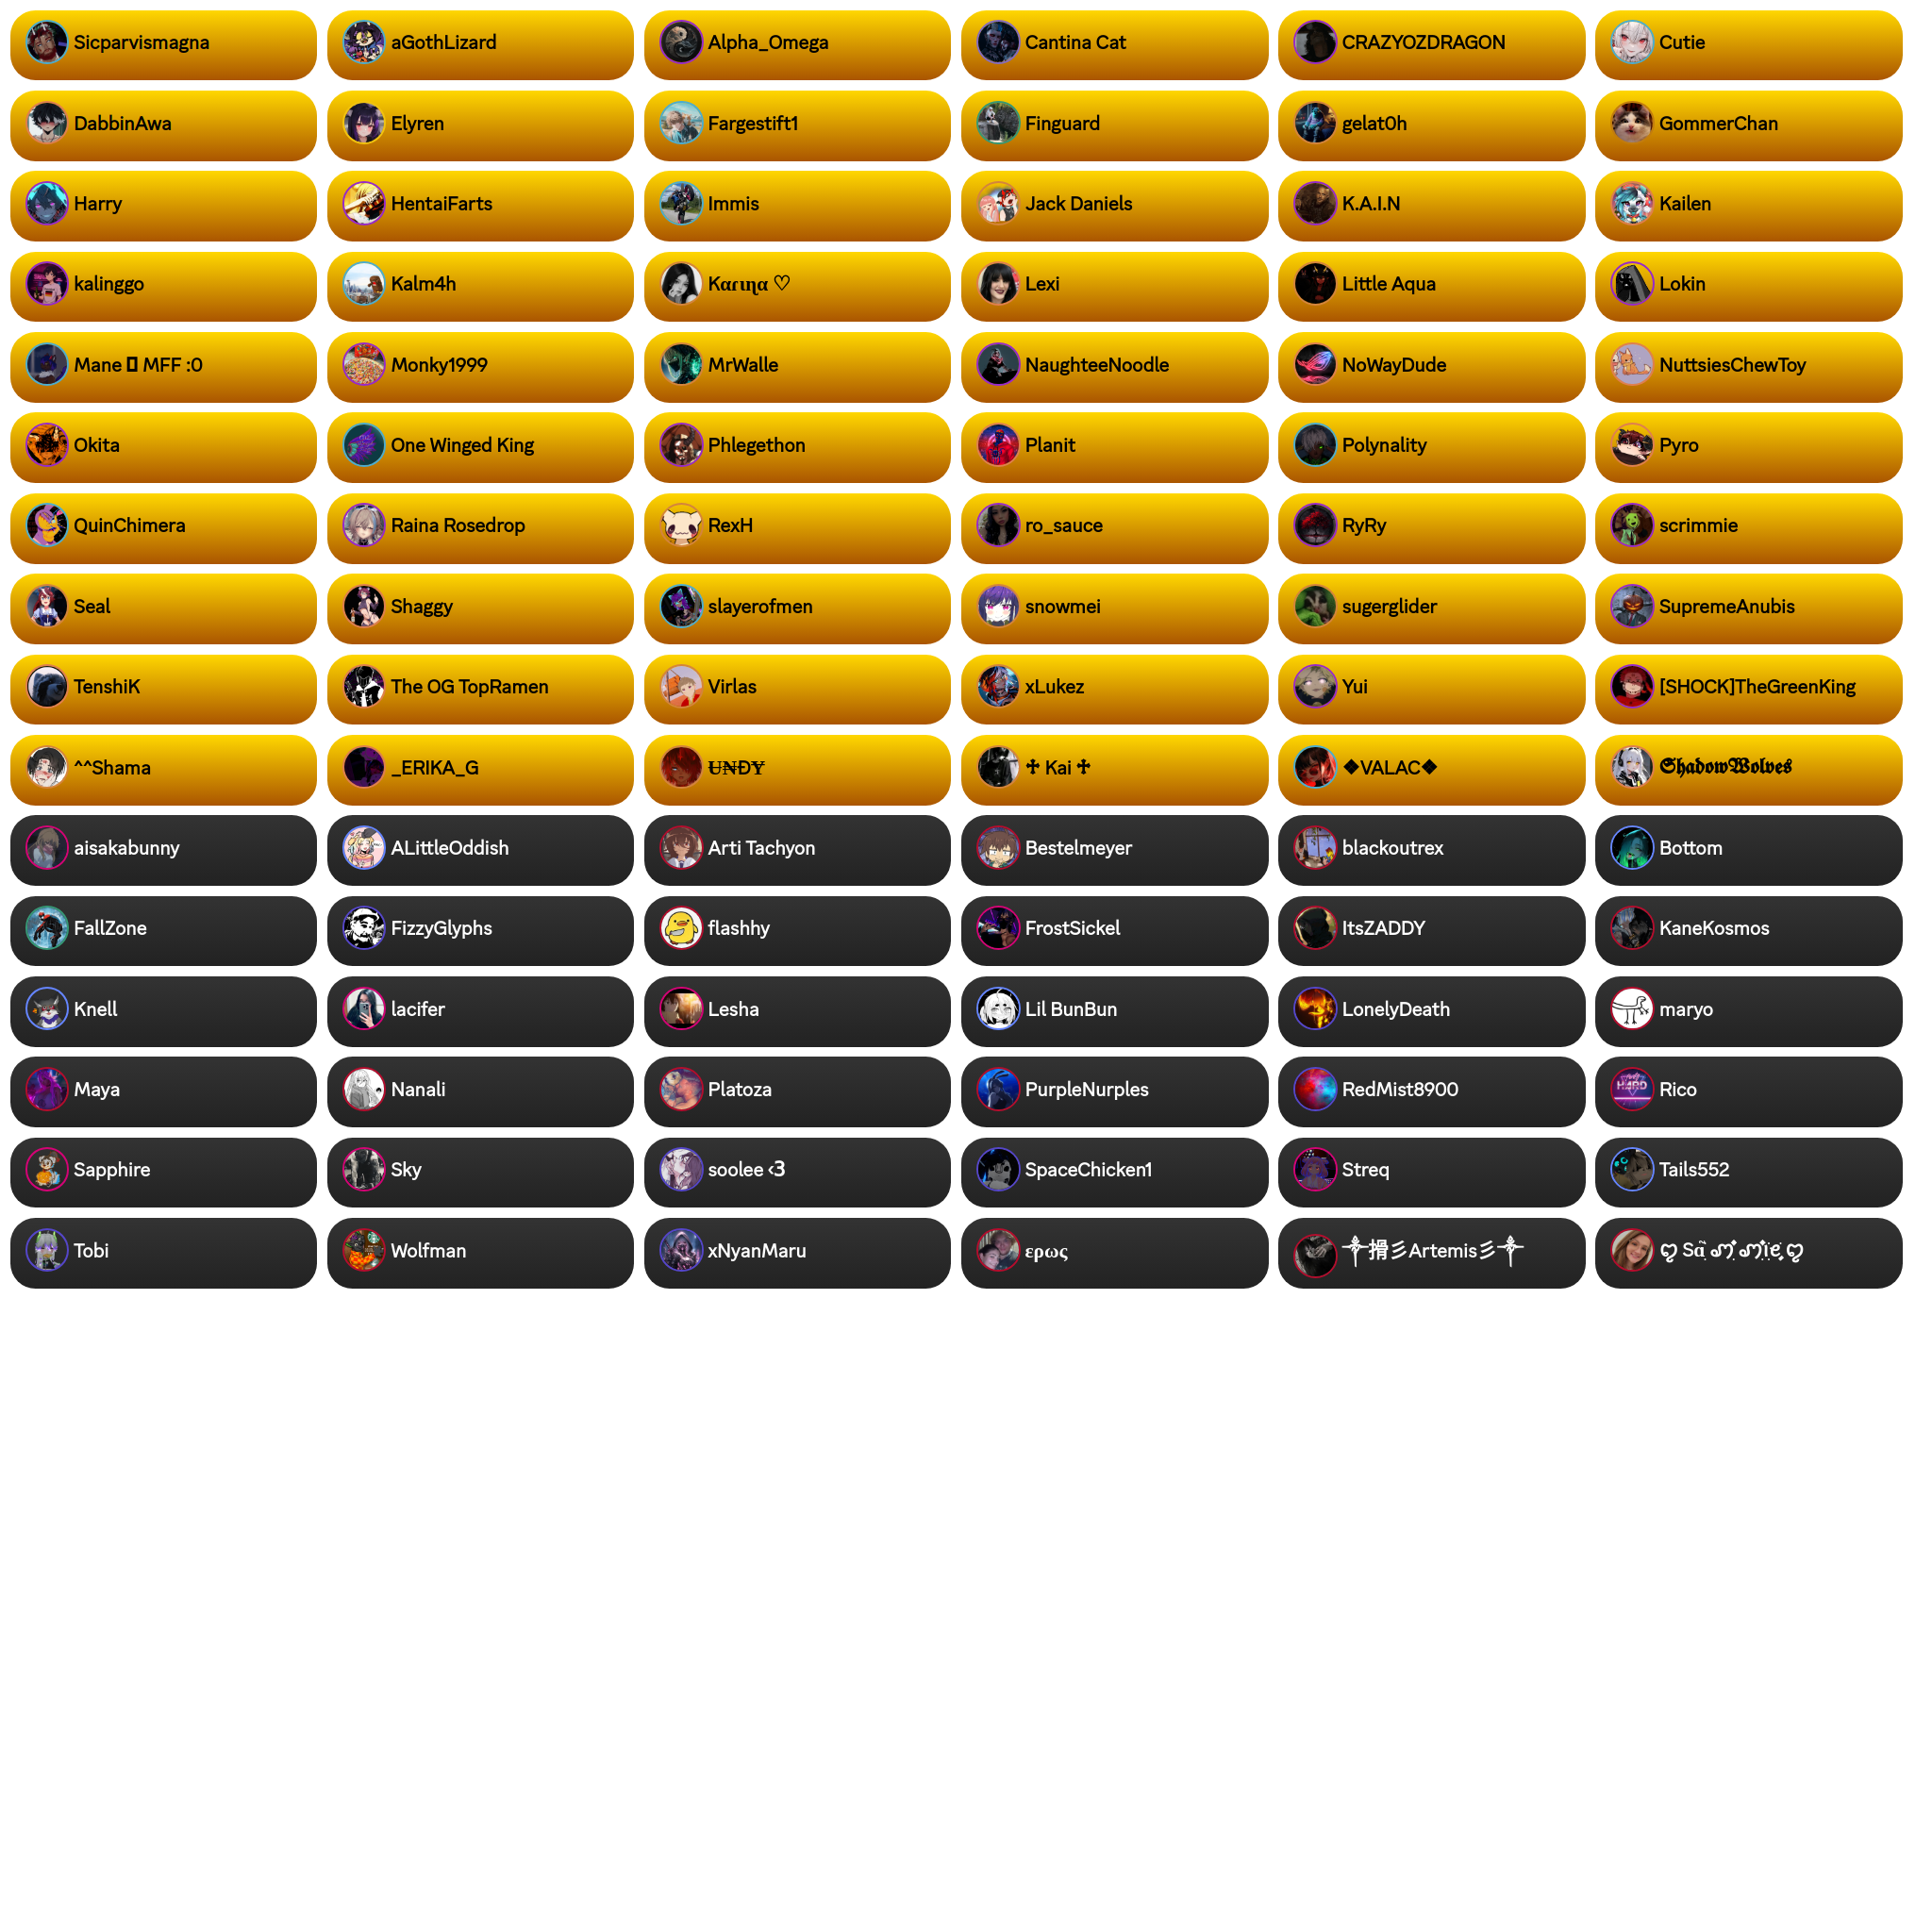 Sicparvismagna
aGothLizard
Alpha_Omega
Cantina Cat
CRAZYOZDRAGON
Cutie
DabbinAwa
Elyren
Fargestift1
Finguard
gelat0h
GommerChan
Harry
HentaiFarts
Immis
Jack Daniels
K.A.I.N
Kailen
kalinggo
Kalm4h
Kαɾιɳα ♡
Lexi
Little Aqua
Lokin
Mane ▯ MFF :0
Monky1999
MrWalle
NaughteeNoodle
NoWayDude
NuttsiesChewToy
Okita
One Winged King
Phlegethon
Planit
Polynality
Pyro
QuinChimera
Raina Rosedrop
RexH
ro_sauce
RyRy
scrimmie
Seal
Shaggy
slayerofmen
snowmei
sugerglider
SupremeAnubis
TenshiK
The OG TopRamen
Virlas
xLukez
Yui
[SHOCK]TheGreenKing
^^Shama
_ERIKA_G
Ʉ₦ĐɎ
♰ Kai ♰
❖VALAC❖
𝕾𝖍𝖆𝖉𝖔𝖜𝖂𝖔𝖑𝖛𝖊𝖘
aisakabunny
ALittleOddish
Arti Tachyon
Bestelmeyer
blackoutrex
Bottom
FallZone
FizzyGlyphs
flashhy
FrostSickel
ItsZADDY
KaneKosmos
Knell
lacifer
Lesha
Lil BunBun
LonelyDeath
maryo
Maya
Nanali
Platoza
PurpleNurples
RedMist8900
Rico
HARD
Sapphire
Sky
soolee <3
SpaceChicken1
Streq
Tails552
Tobi
Wolfman
xNyanMaru
ερως
Artemis